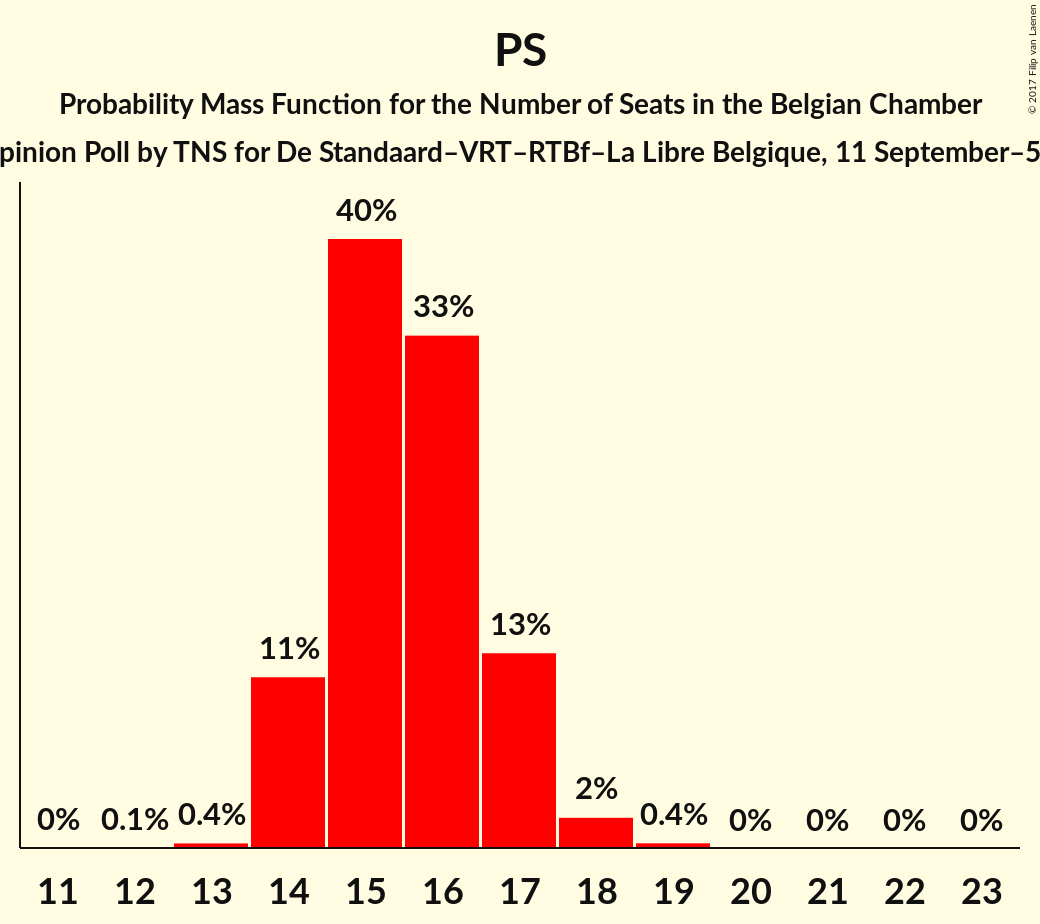 PS
Probability Mass Function for the Number of Seats in the Belgian Chamber
pinion Poll by TNS for De Standaard–VRT–RTBf–La Libre Belgique, 11 September–5
© 2017 Filip van Laenen
40%
33%
13%
11%
2%
0% 0.1% 0.4% 0.4% 0% 0% 0% 0%
11 12 13 14 15 16 17 18 19 20 21 22 23